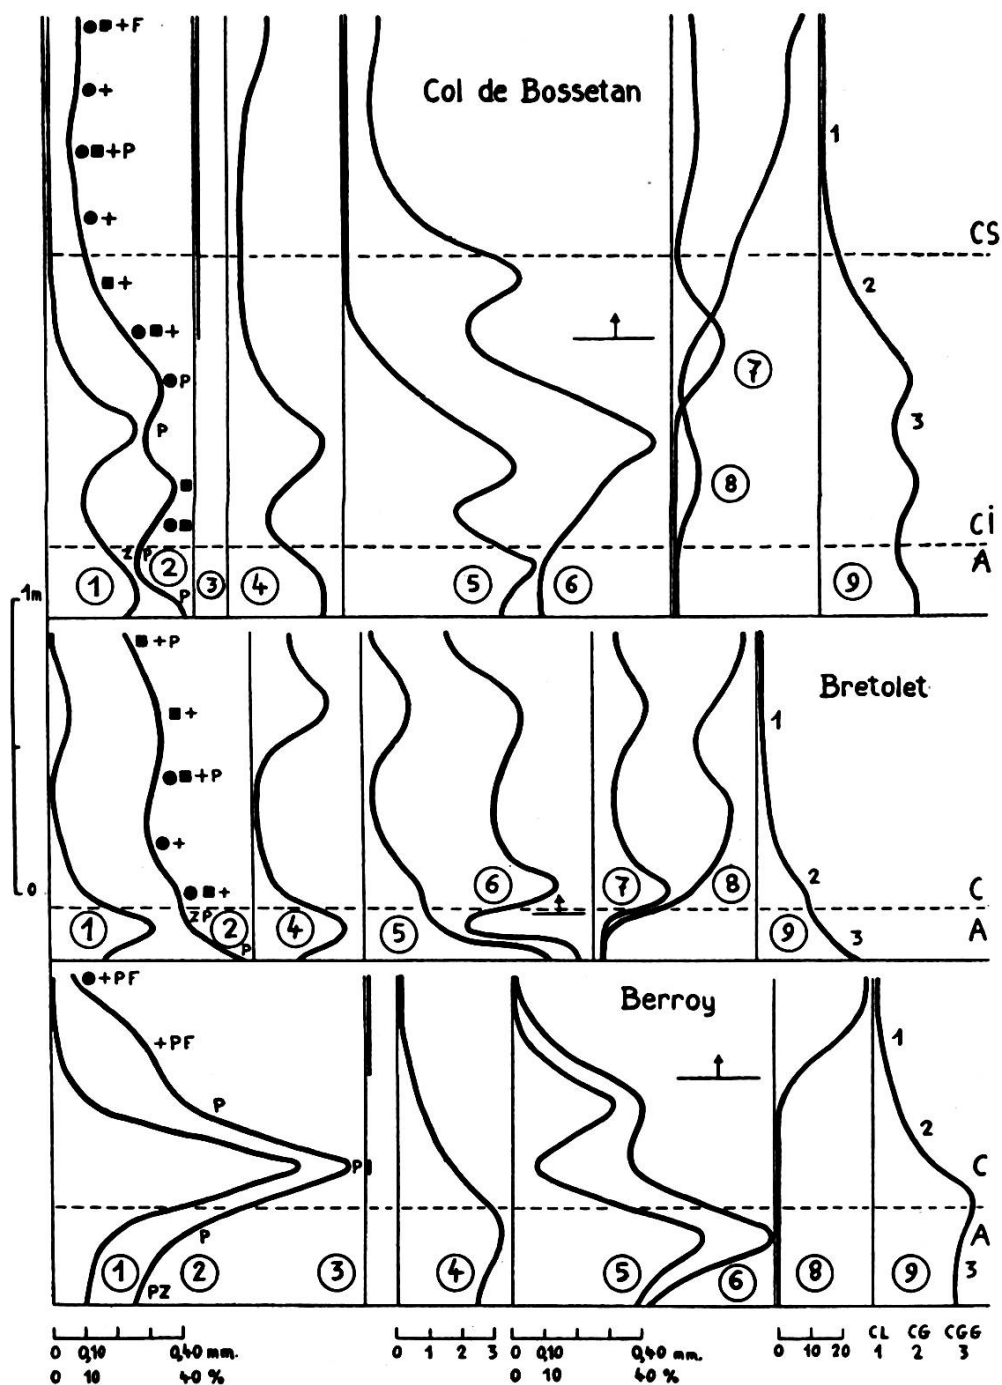 ●■+F
●+
Col de Bossetan
●■+P
1
●+
CS
■+
2
●■+
●P
7
P
3
■
8
●■
Ci
z P
A
1
2
3
4
5
6
9
P
1m
■+P
Bretolet
■+
1
●■+P
●+
0
●■+
6
7
8
2
C
zP
1
2
4
5
9
A
P
3
●+PF
Berroy
+PF
1
P
2
P
C
P
A
1
2
3
4
5
6
8
9
3
PZ
0 0,10 0,40 mm. 0 1 2 3 0 0,10 0,40 mm. 0 10 20 CL CG CGG
0 10 40 % 0 10 40 % 1 2 3